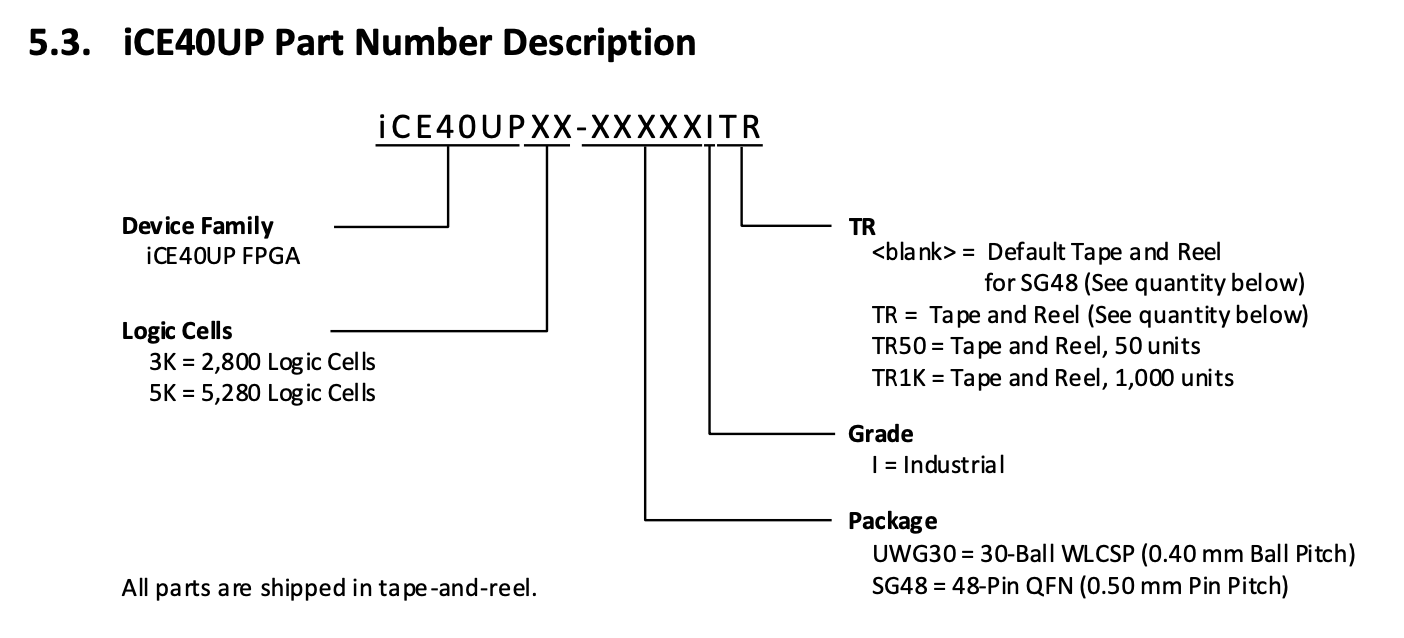 5.3. iCE40UP Part Number Description
iCE40UPXX-XXXXXITR
Device Family
iCE40UP FPGA
Logic Cells
3K = 2,800 Logic Cells
5K = 5,280 Logic Cells
TR
<blank> = Default Tape and Reel
for SG48 (See quantity below)
TR = Tape and Reel (See quantity below)
TR50 = Tape and Reel, 50 units
TR1K = Tape and Reel, 1,000 units
Grade
I = Industrial
Package
UWG30 = 30-Ball WLCSP (0.40 mm Ball Pitch)
SG48 = 48-Pin QFN (0.50 mm Pin Pitch)
All parts are shipped in tape-and-reel.